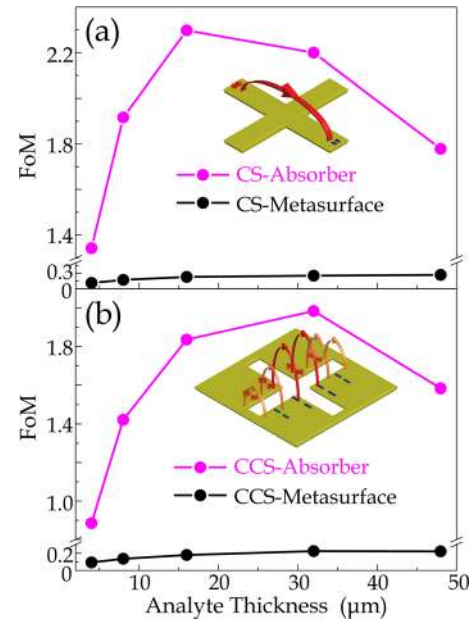 (a)
2.2
1.8
1.4
0.3
0
FoM
CS-Absorber
CS-Metasurface
(b)
1.8
1.4
1.0
0.2
0
FoM
CCS-Absorber
CCS-Metasurface
10 20 30 40 50
Analyte Thickness (μm)